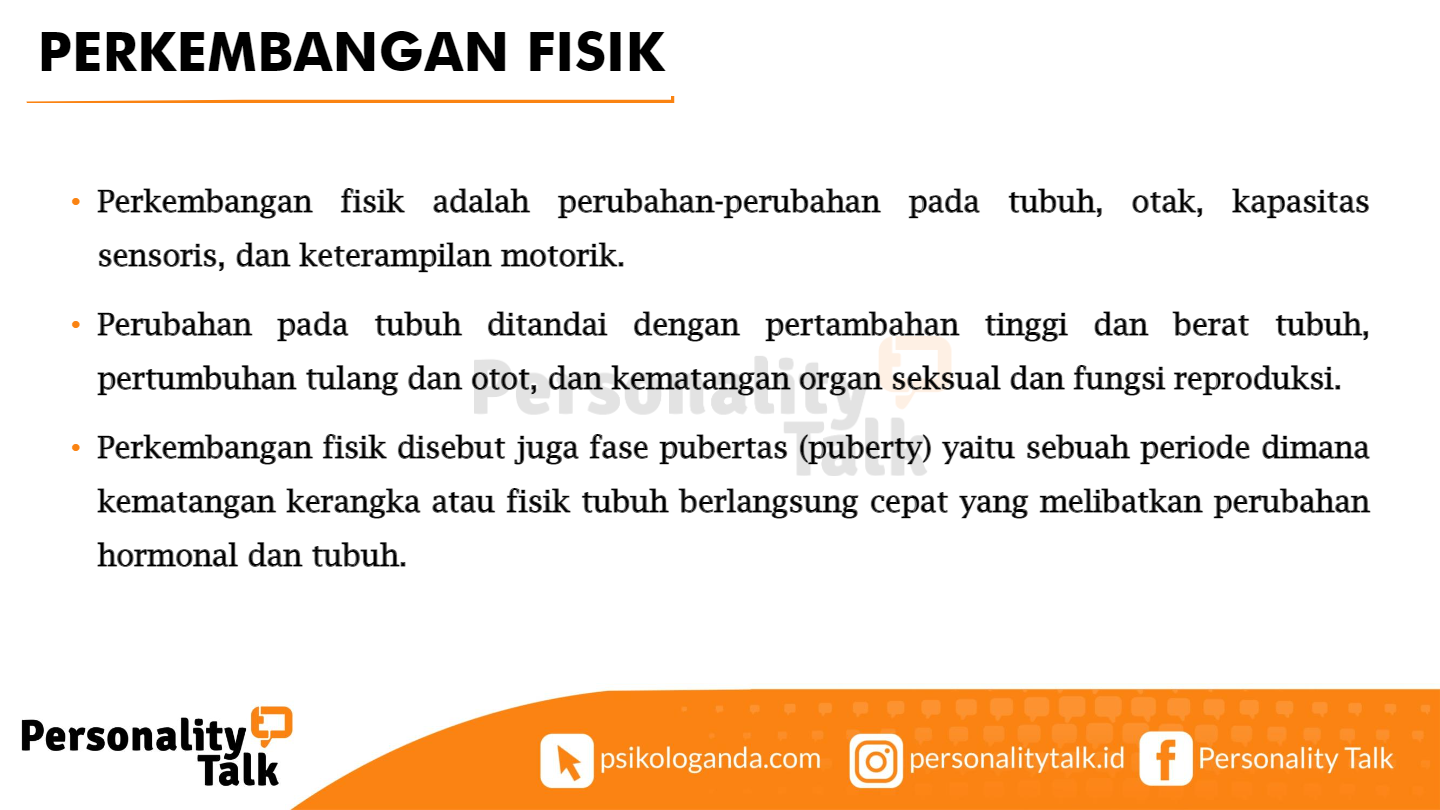 PERKEMBANGAN FISIK
• Perkembangan fisik adalah perubahan-perubahan pada tubuh, otak, kapasitas
sensoris, dan keterampilan motorik.
• Perubahan pada tubuh ditandai dengan pertambahan tinggi dan berat tubuh,
pertumbuhan tulang dan otot, dan kematangan organ seksual dan fungsi reproduksi.
• Perkembangan fisik disebut juga fase pubertas (puberty) yaitu sebuah periode dimana
kematangan kerangka atau fisik tubuh berlangsung cepat yang melibatkan perubahan
hormonal dan tubuh.
Personality
Talk
Personality
Talk
psikologanda.com
personalitytalk.id
Personality Talk